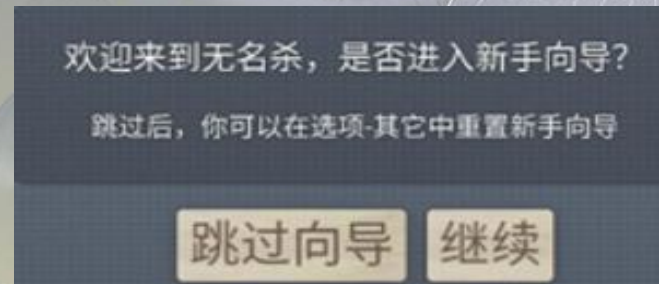 欢迎来到无名杀，是否进入新手向导？
跳过后，你可以在选项-其它中重置新手向导
跳过向导 继续